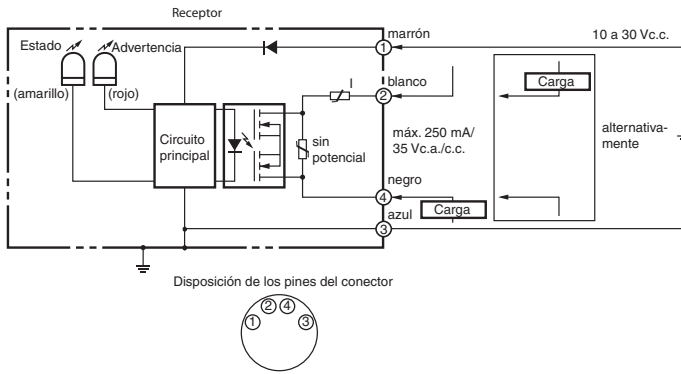 Receptor
Estado
Advertencia
(amarillo)
(rojo)
Circuito
principal
sin
potencial
I
marrón
1
blanco
2
máx. 250 mA/
35 Vc.a./c.c.
negro
4
Carga
azul
3
10 a 30 Vc.c.
Carga
alternativa-
mente
Disposición de los pines del conector
1
2
4
3